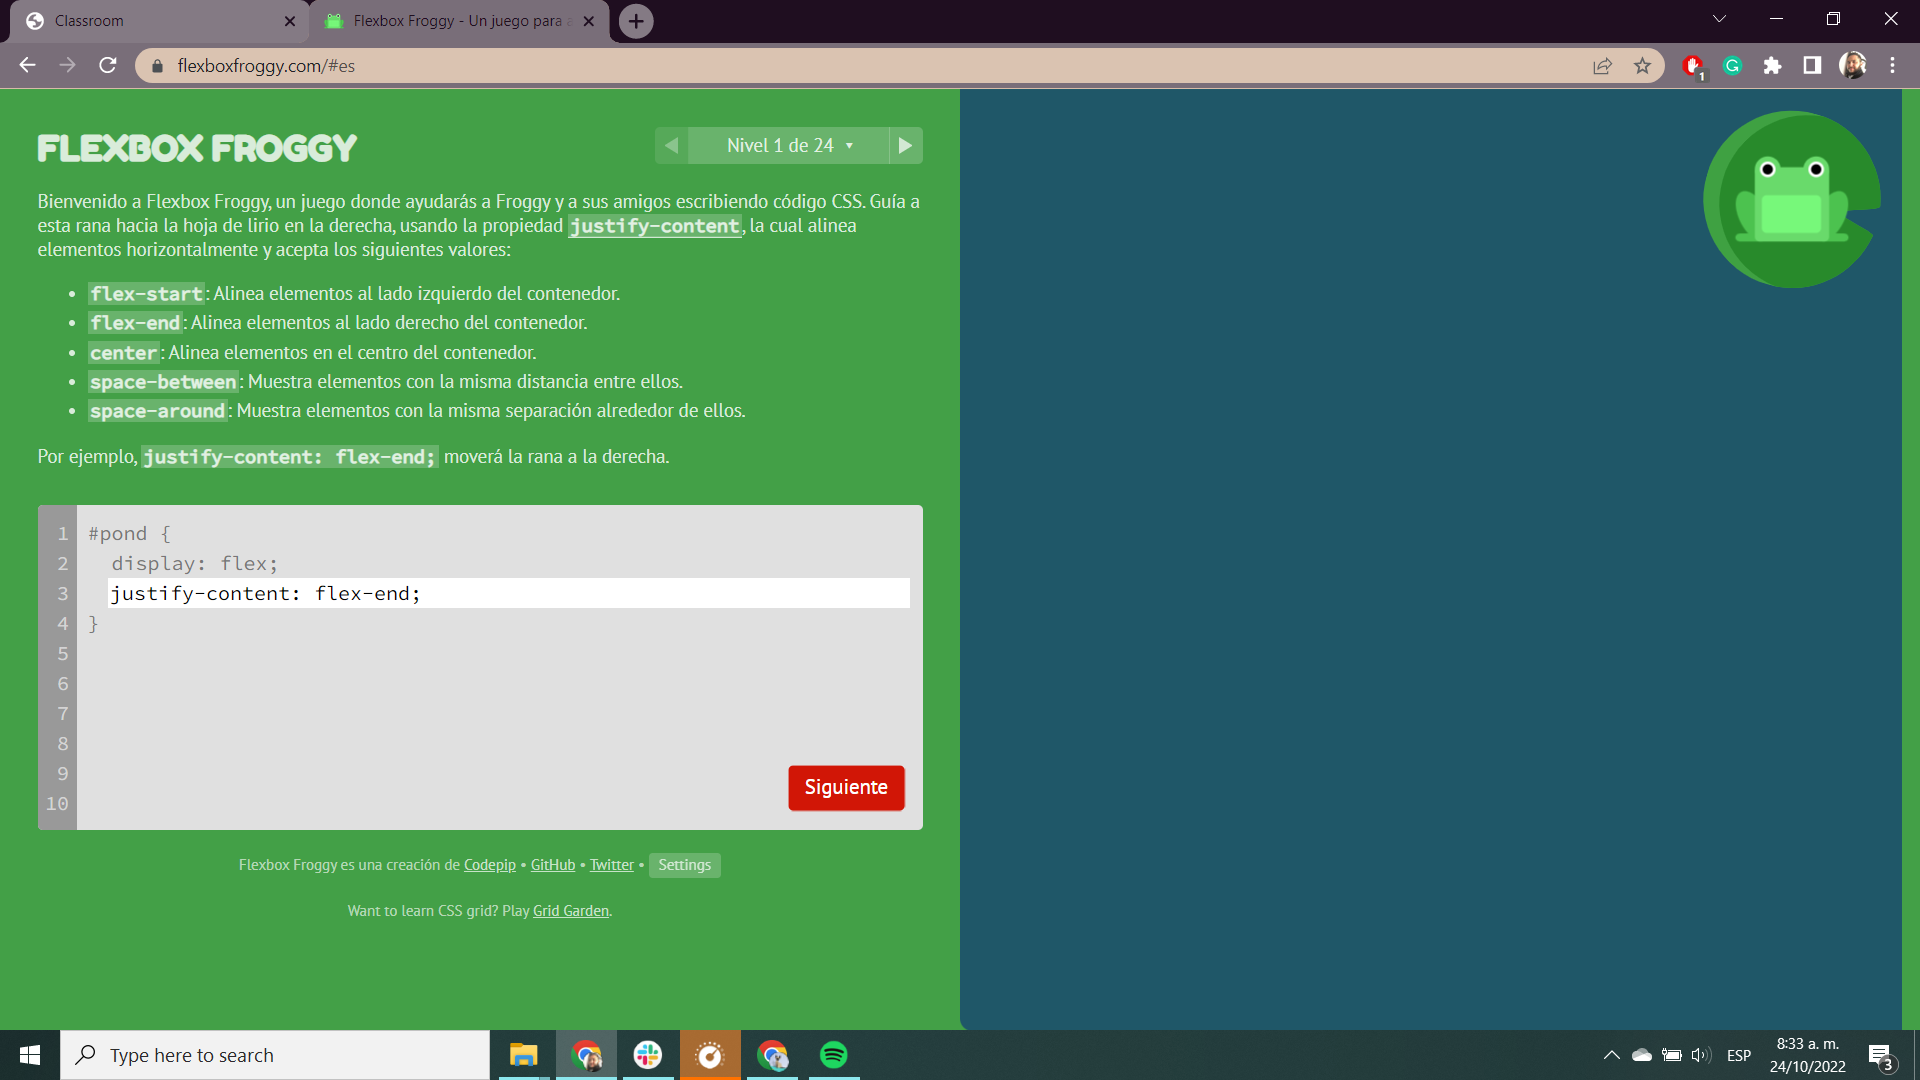 Classroom
Flexbox Froggy - Un juego para a
flexboxfroggy.com/#es
1
FLEXBOX FROGGY
Nivel 1 de 24
Bienvenido a Flexbox Froggy, un juego donde ayudarás a Froggy y a sus amigos escribiendo código CSS. Guía a
esta rana hacia la hoja de lirio en la derecha, usando la propiedad justify-content, la cual alinea
elementos horizontalmente y acepta los siguientes valores:
• flex-start: Alinea elementos al lado izquierdo del contenedor.
• flex-end: Alinea elementos al lado derecho del contenedor.
• center: Alinea elementos en el centro del contenedor.
• space-between: Muestra elementos con la misma distancia entre ellos.
• space-around: Muestra elementos con la misma separación alrededor de ellos.
Por ejemplo, justify-content: flex-end; moverá la rana a la derecha.
1 #pond {
2 display: flex;
3 justify-content: flex-end;
4 }
5
6
7
8
9
10
Siguiente
Flexbox Froggy es una creación de Codepip • GitHub • Twitter • Settings
Want to learn CSS grid? Play Grid Garden.
Type here to search
ESP
8:33 a. m.
24/10/2022
3